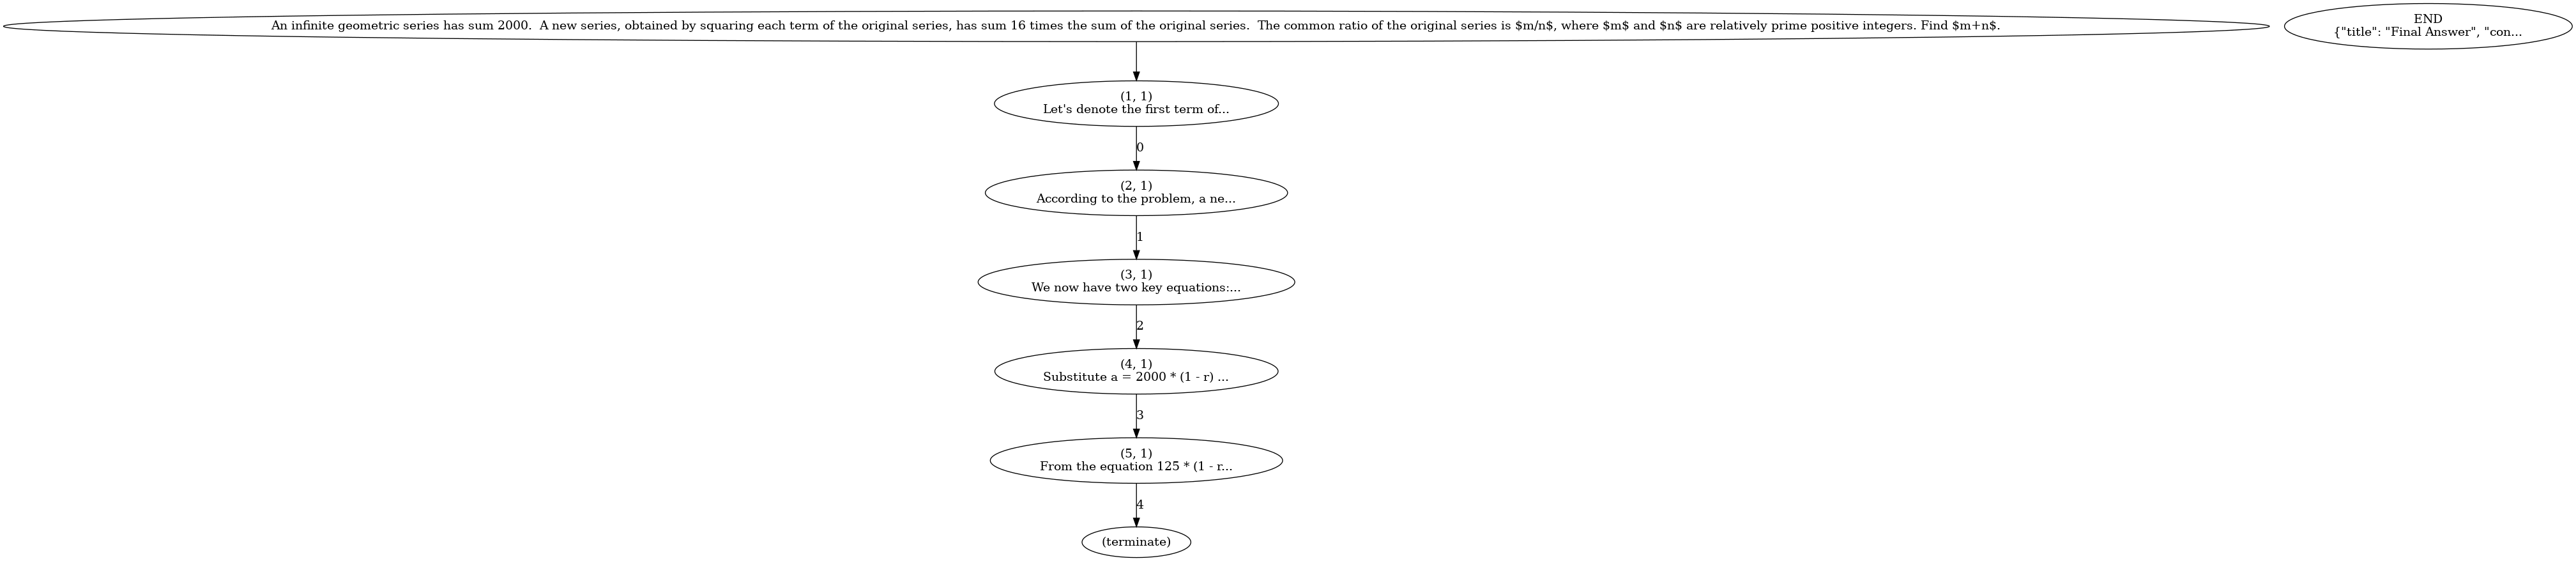 An infinite geometric series has sum 2000.  A new series, obtained by squaring each term of the original series, has sum 16 times the sum of the original series.  The common ratio of the original series is $m/n$, where $m$ and $n$ are relatively prime positive integers. Find $m+n$.
END
{"title": "Final Answer", "con...
(1, 1)
Let's denote the first term of...
0
(2, 1)
According to the problem, a ne...
1
(3, 1)
We now have two key equations:...
2
(4, 1)
Substitute a = 2000 * (1 - r) ...
3
(5, 1)
From the equation 125 * (1 - r...
4
(terminate)